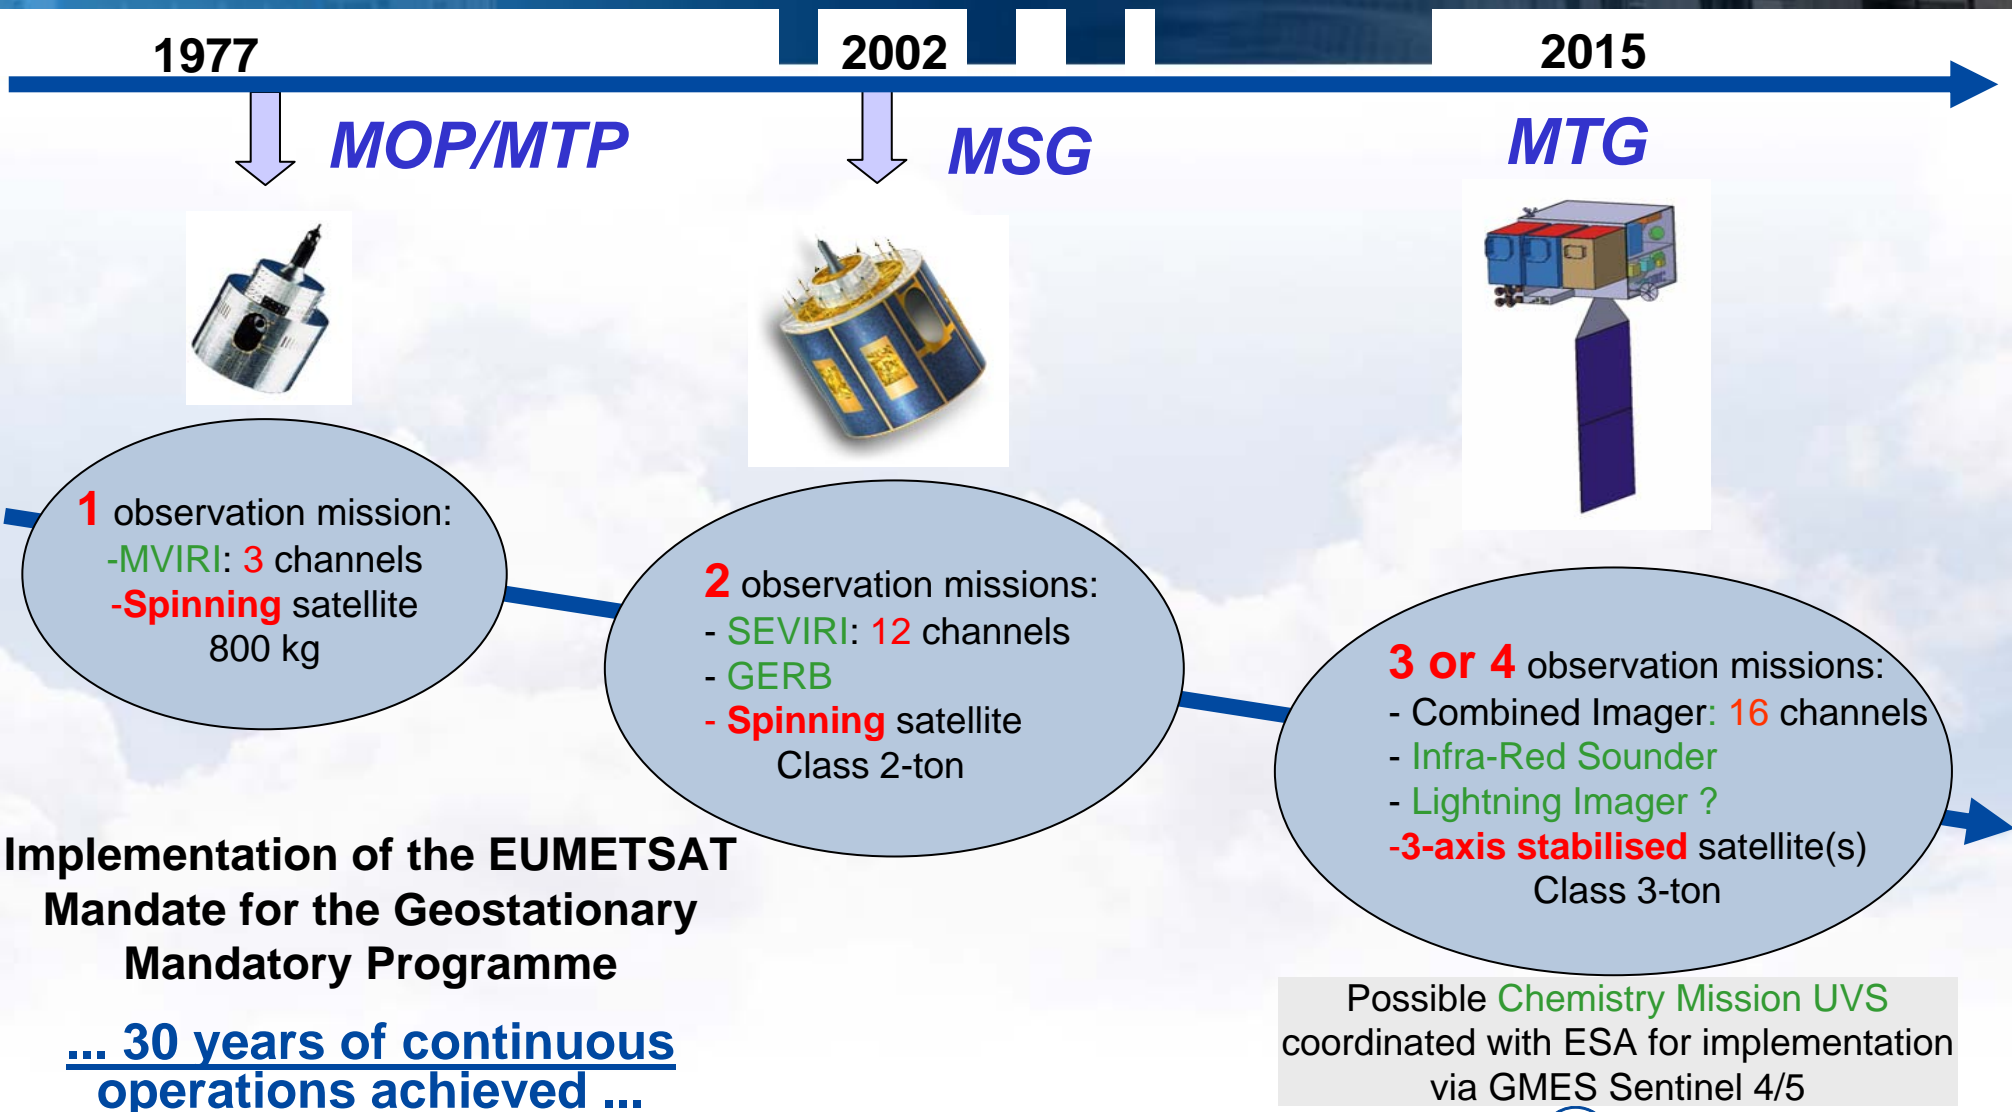 1977
2002
2015
MOP/MTP
MSG
MTG
1 observation mission:
-MVIRI: 3 channels
-Spinning satellite
800 kg
2 observation missions:
- SEVIRI: 12 channels
- GERB
- Spinning satellite
Class 2-ton
3 or 4 observation missions:
- Combined Imager: 16 channels
- Infra-Red Sounder
- Lightning Imager ?
-3-axis stabilised satellite(s)
Class 3-ton
Implementation of the EUMETSAT
Mandate for the Geostationary
Mandatory Programme
... 30 years of continuous
operations achieved ...
Possible Chemistry Mission UVS
coordinated with ESA for implementation
via GMES Sentinel 4/5